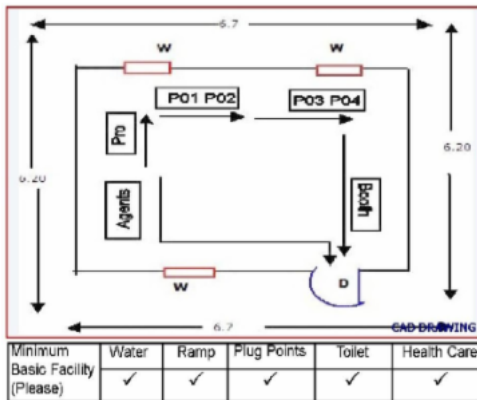 6.7
W W
P01 P02 P03 P04
Pro
6.20 6.20
Agents Booth
W D
6.7 CAD DRAWING
Minimum Basic Facility (Please) Water Ramp Plug Points Toilet Health Care
✓ ✓ ✓ ✓ ✓